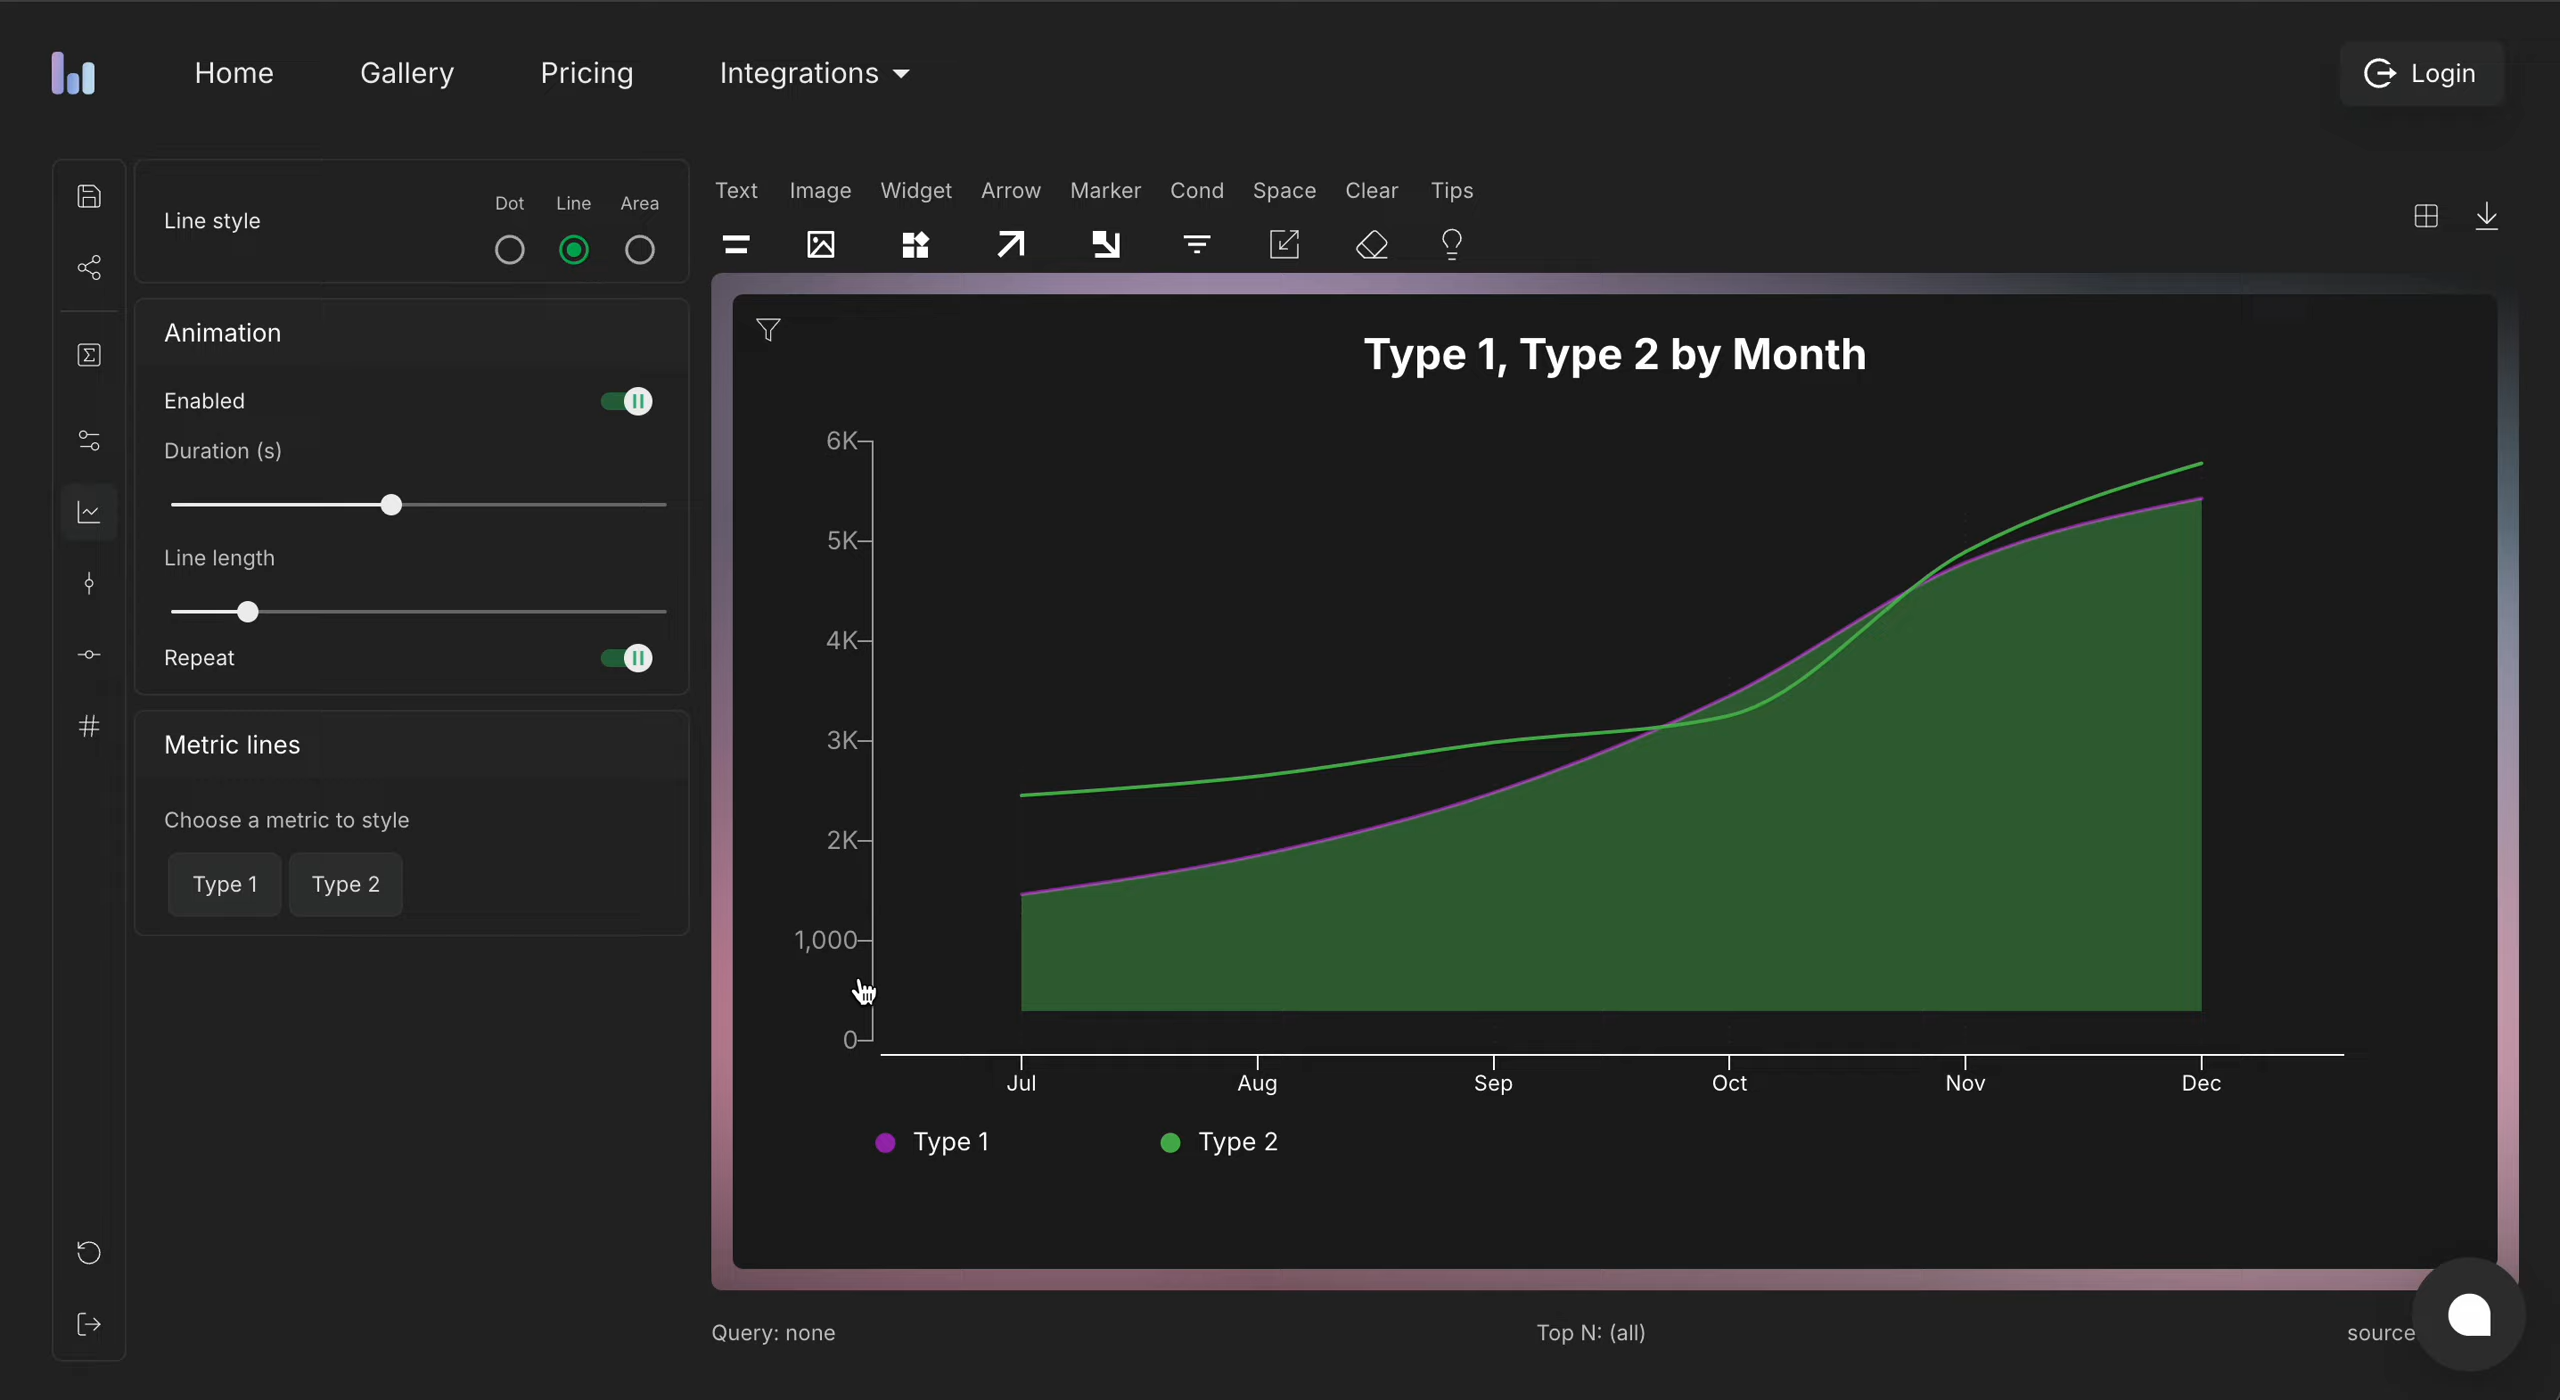 Home Gallery Pricing Integrations Login
Line style
Dot Line Area
Animation
Enabled
Duration (s)
Line length
Repeat
Metric lines
Choose a metric to style
Type 1 Type 2
Text Image Widget Arrow Marker Cond Space Clear Tips
Type 1, Type 2 by Month
6K
5K
4K
3K
2K
1,000
0
Jul Aug Sep Oct Nov Dec
Type 1 Type 2
Query: none Top N: (all) source